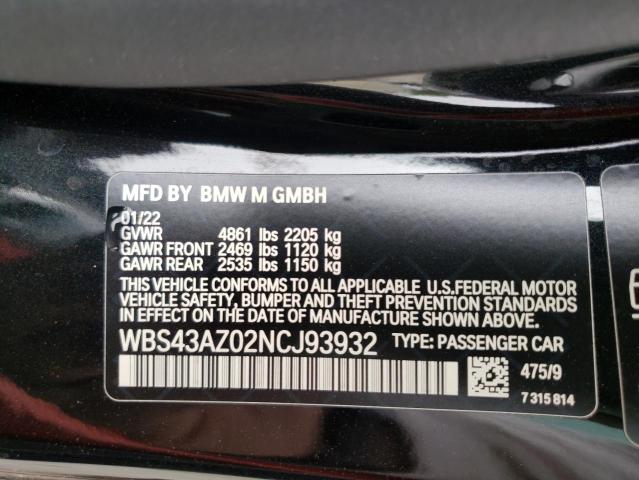 MFD BY BMW M GMBH
01/22
GVWR 4861 lbs 2205 kg
GAWR FRONT 2469 lbs 1120 kg
GAWR REAR 2535 lbs 1150 kg
THIS VEHICLE CONFORMS TO ALL APPLICABLE U.S.FEDERAL MOTOR
VEHICLE SAFETY, BUMPER AND THEFT PREVENTION STANDARDS
IN EFFECT ON THE DATE OF MANUFACTURE SHOWN ABOVE.
WBS43AZ02NCJ93932 TYPE: PASSENGER CAR
475/9
7 315 814